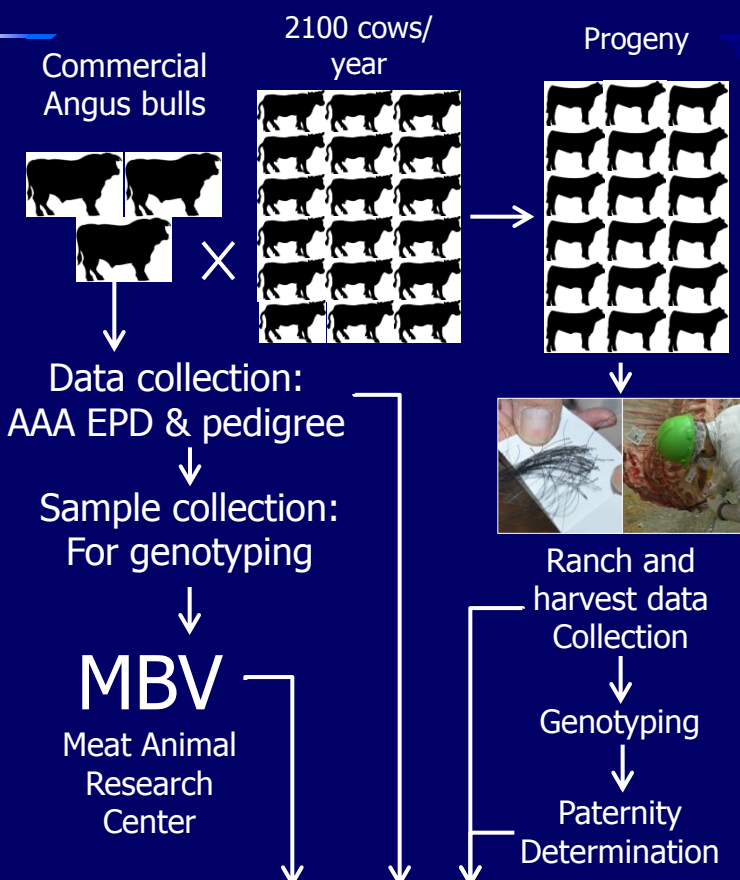 Commercial
Angus bulls
2100 cows/
year
Progeny
Data collection:
AAA EPD & pedigree
Sample collection:
For genotyping
MBV
Meat Animal
Research
Center
Ranch and
harvest data
Collection
Genotyping
Paternity
Determination